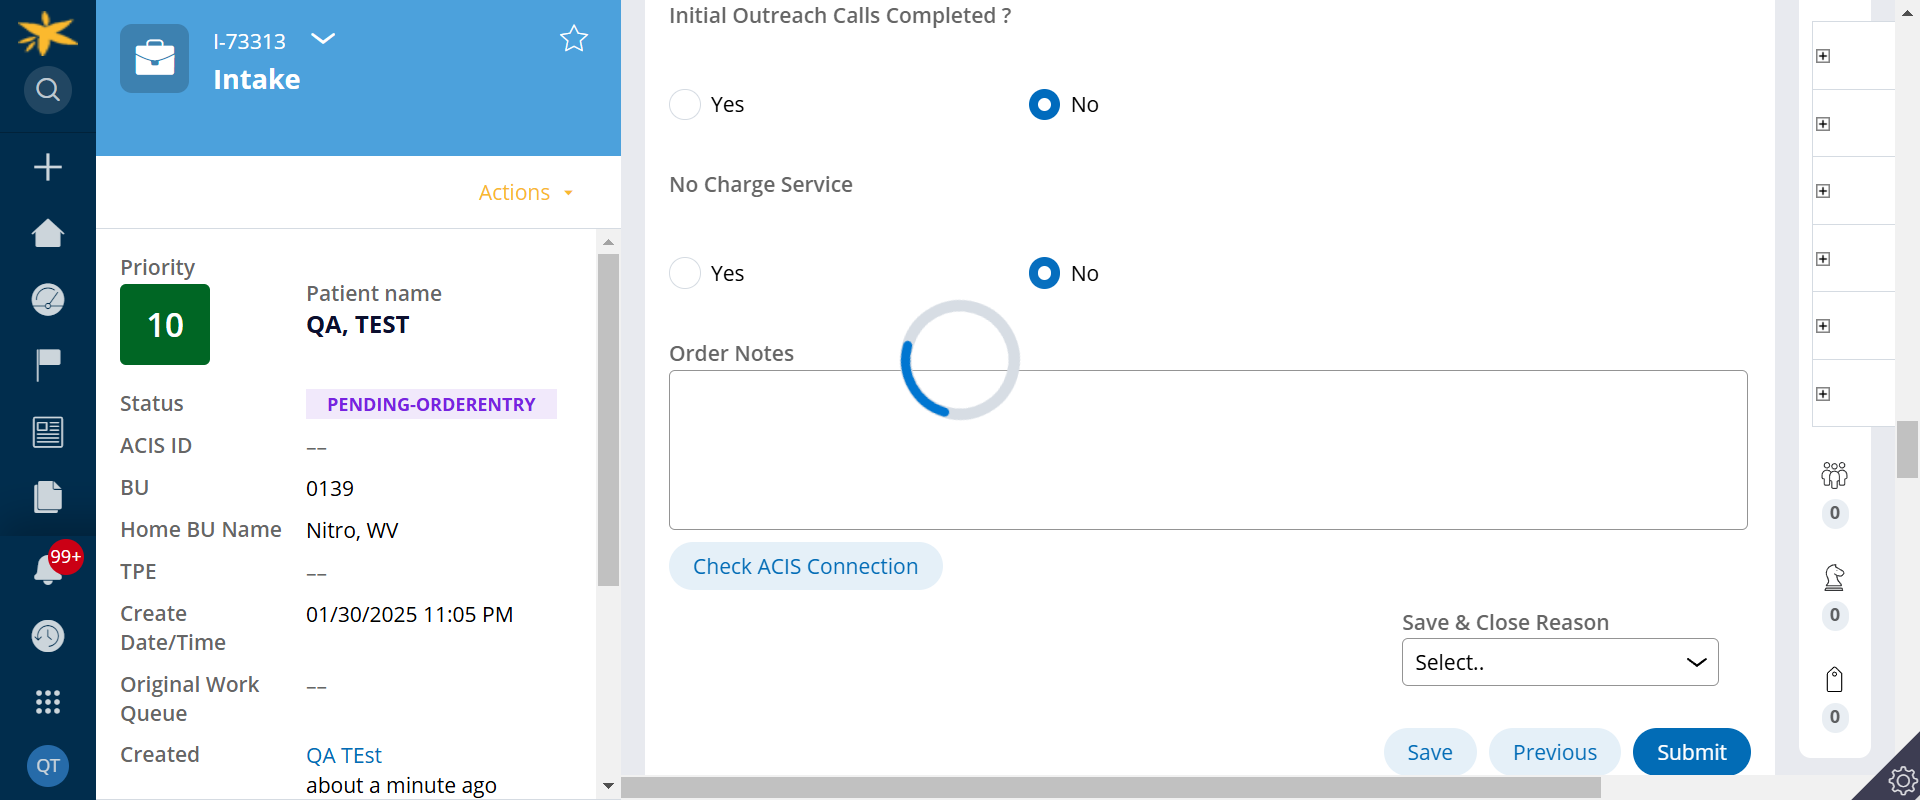 I-73313
Intake
Actions
Priority
10
Patient name
QA, TEST
Status
PENDING-ORDERENTRY
ACIS ID
––
BU
0139
Home BU Name
Nitro, WV
TPE
––
Create
Date/Time
01/30/2025 11:05 PM
Original Work
Queue
––
Created
QA TEst
about a minute ago
99+
QT
Initial Outreach Calls Completed ?
Yes
No
No Charge Service
Yes
No
Order Notes
Check ACIS Connection
Save & Close Reason
Select..
Save
Previous
Submit
0
0
0